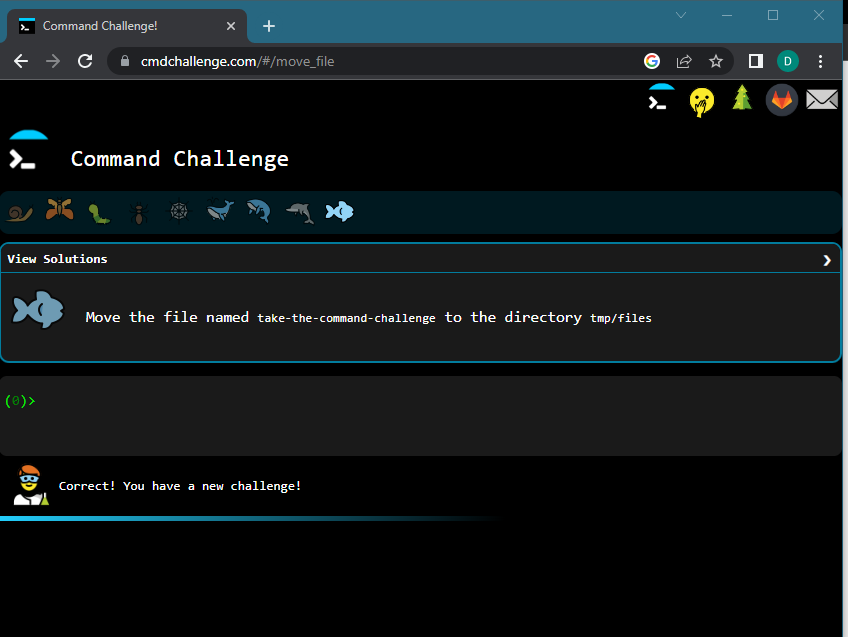 Command Challenge!
cmdchallenge.com/#/move_file
D
Command Challenge
View Solutions
Move the file named take-the-command-challenge to the directory tmp/files
(0)>
Correct! You have a new challenge!